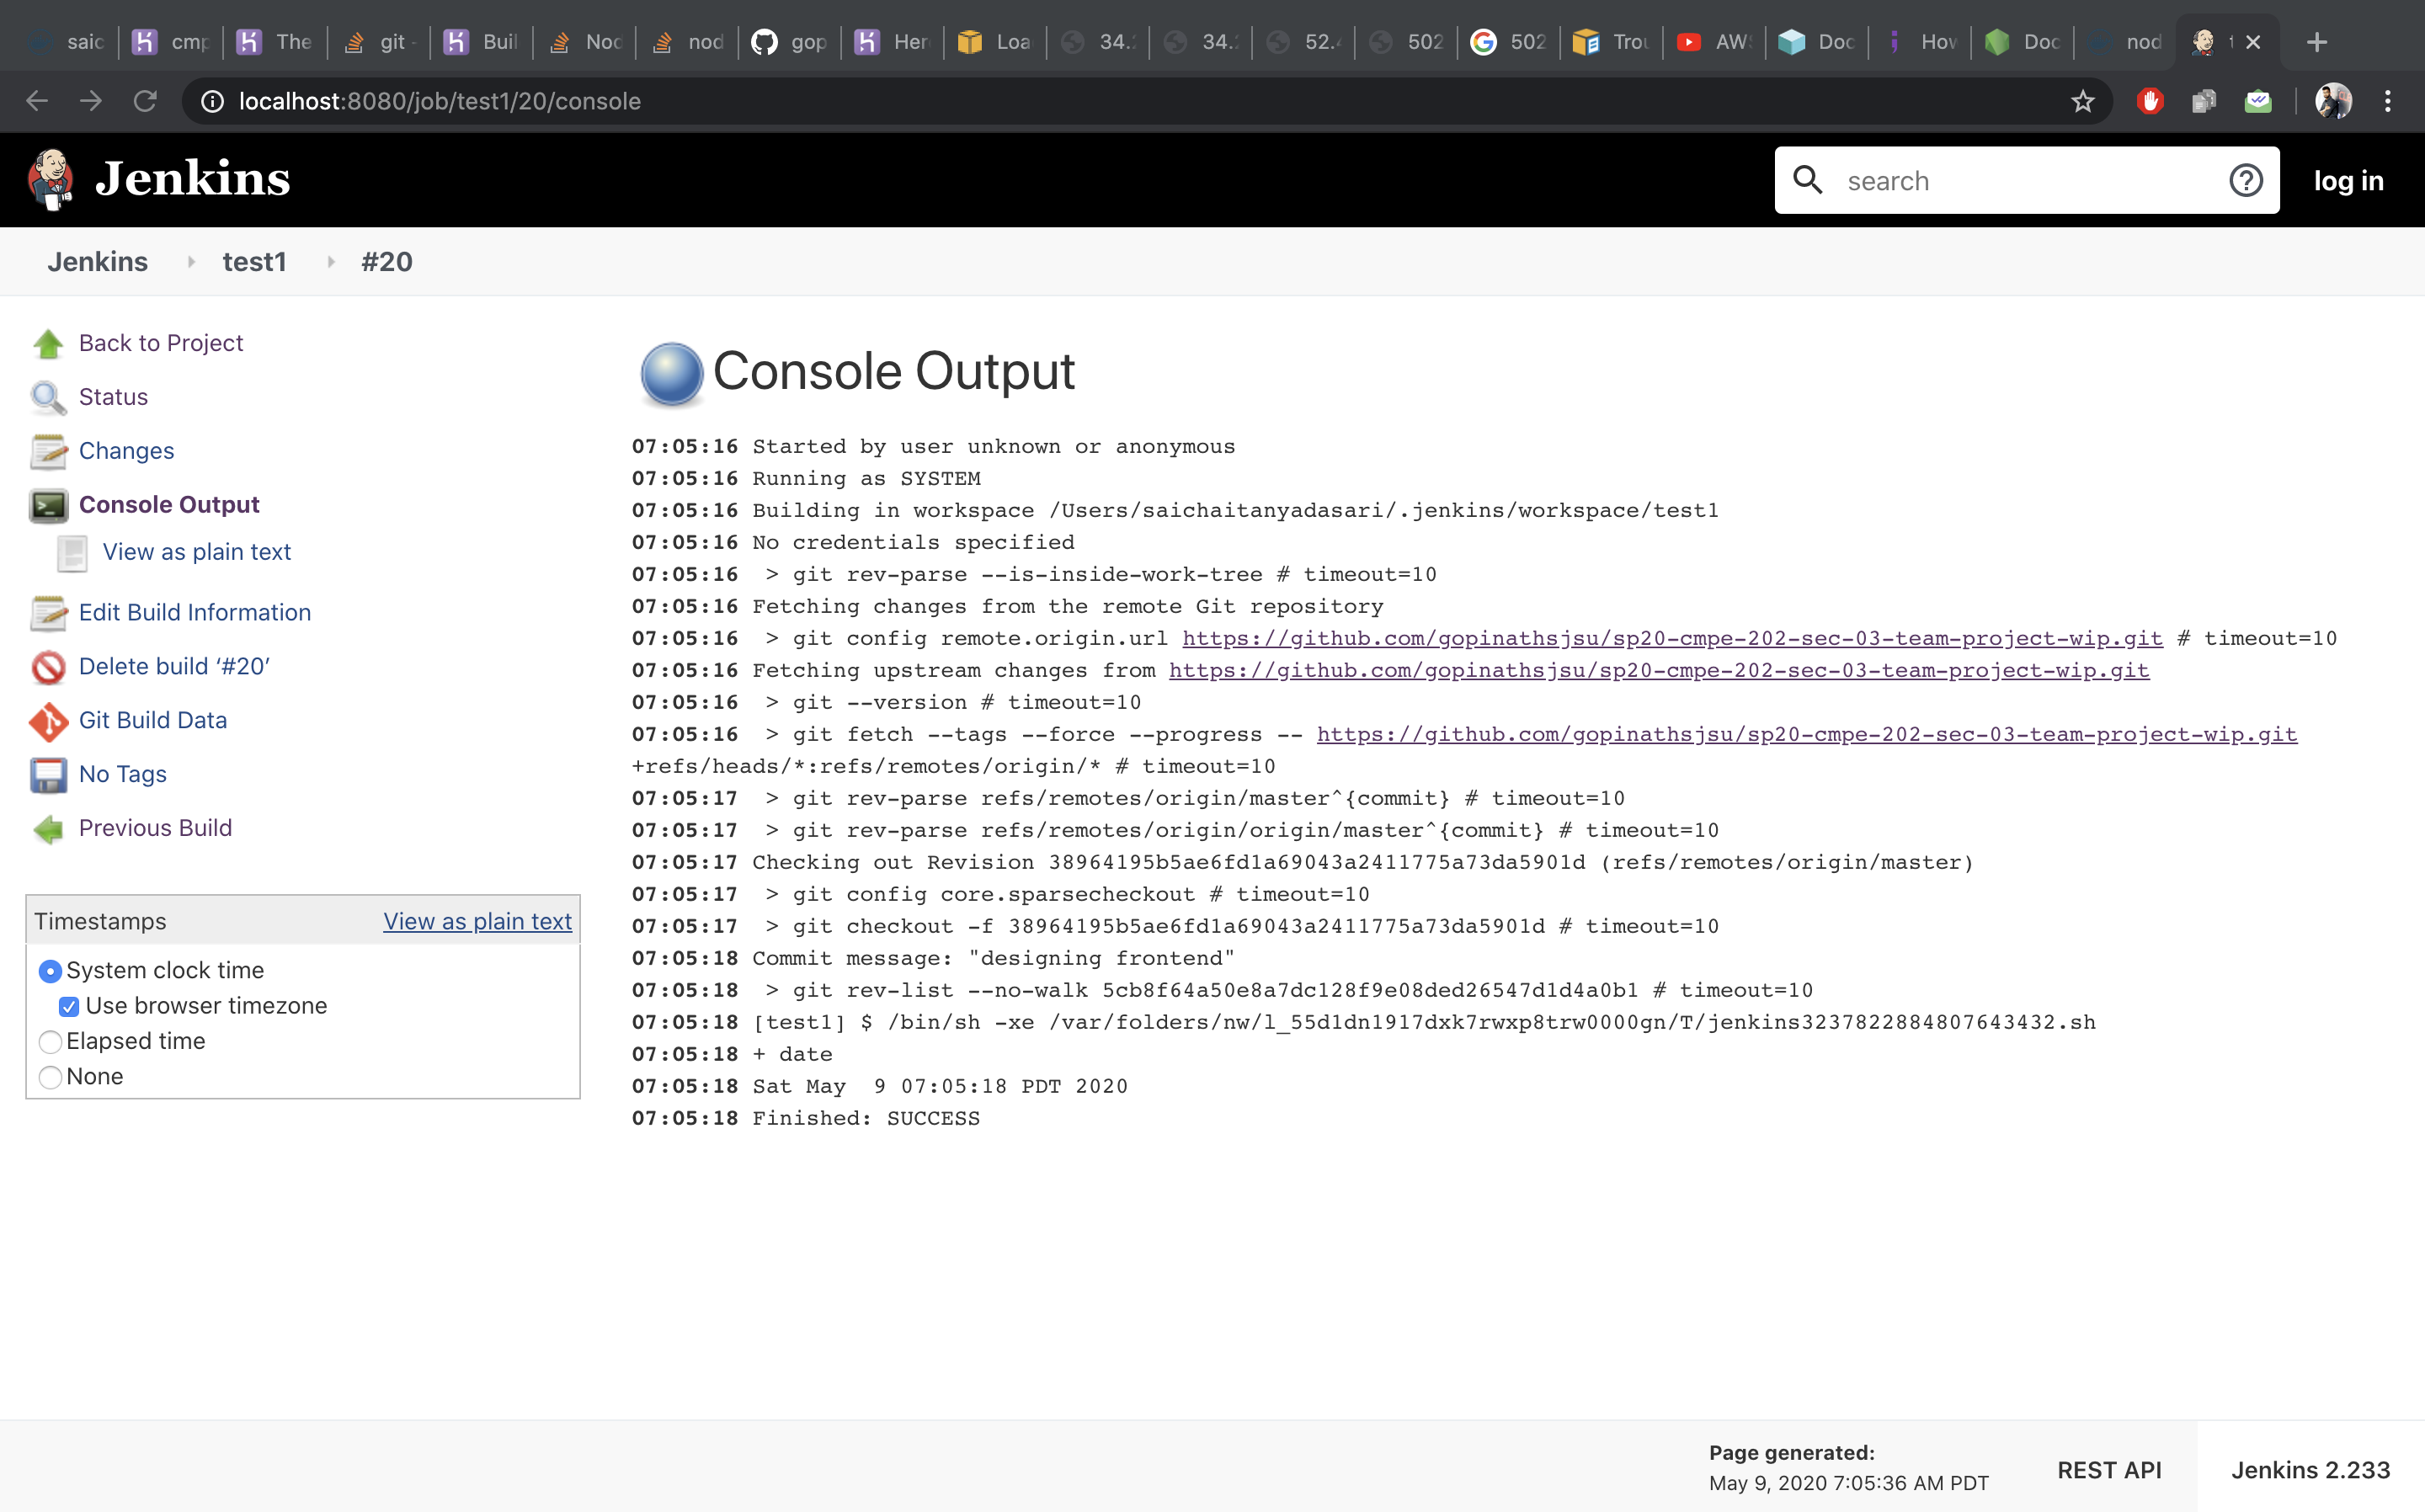 saic
cmp
The
git -
Buil
Nod
nod
gop
Her
Loa
34.2
34.2
52.4
502
502
Trou
AWS
Doc
How
Doc
nod
localhost:8080/job/test1/20/console
Jenkins
search
log in
Jenkins test1 #20
Back to Project
Status
Changes
Console Output
View as plain text
Edit Build Information
Delete build ‘#20’
Git Build Data
No Tags
Previous Build
Timestamps View as plain text
System clock time
Use browser timezone
Elapsed time
None
Console Output
07:05:16 Started by user unknown or anonymous
07:05:16 Running as SYSTEM
07:05:16 Building in workspace /Users/saichaitanyadasari/.jenkins/workspace/test1
07:05:16 No credentials specified
07:05:16 > git rev-parse --is-inside-work-tree # timeout=10
07:05:16 Fetching changes from the remote Git repository
07:05:16 > git config remote.origin.url https://github.com/gopinathsjsu/sp20-cmpe-202-sec-03-team-project-wip.git # timeout=10
07:05:16 Fetching upstream changes from https://github.com/gopinathsjsu/sp20-cmpe-202-sec-03-team-project-wip.git
07:05:16 > git --version # timeout=10
07:05:16 > git fetch --tags --force --progress -- https://github.com/gopinathsjsu/sp20-cmpe-202-sec-03-team-project-wip.git
+refs/heads/*:refs/remotes/origin/* # timeout=10
07:05:17 > git rev-parse refs/remotes/origin/master^{commit} # timeout=10
07:05:17 > git rev-parse refs/remotes/origin/origin/master^{commit} # timeout=10
07:05:17 Checking out Revision 38964195b5ae6fd1a69043a2411775a73da5901d (refs/remotes/origin/master)
07:05:17 > git config core.sparsecheckout # timeout=10
07:05:17 > git checkout -f 38964195b5ae6fd1a69043a2411775a73da5901d # timeout=10
07:05:18 Commit message: "designing frontend"
07:05:18 > git rev-list --no-walk 5cb8f64a50e8a7dc128f9e08ded26547d1d4a0b1 # timeout=10
07:05:18 [test1] $ /bin/sh -xe /var/folders/nw/l_55d1dn1917dxk7rwxp8trw0000gn/T/jenkins3237822884807643432.sh
07:05:18 + date
07:05:18 Sat May  9 07:05:18 PDT 2020
07:05:18 Finished: SUCCESS
Page generated:
May 9, 2020 7:05:36 AM PDT
REST API
Jenkins 2.233